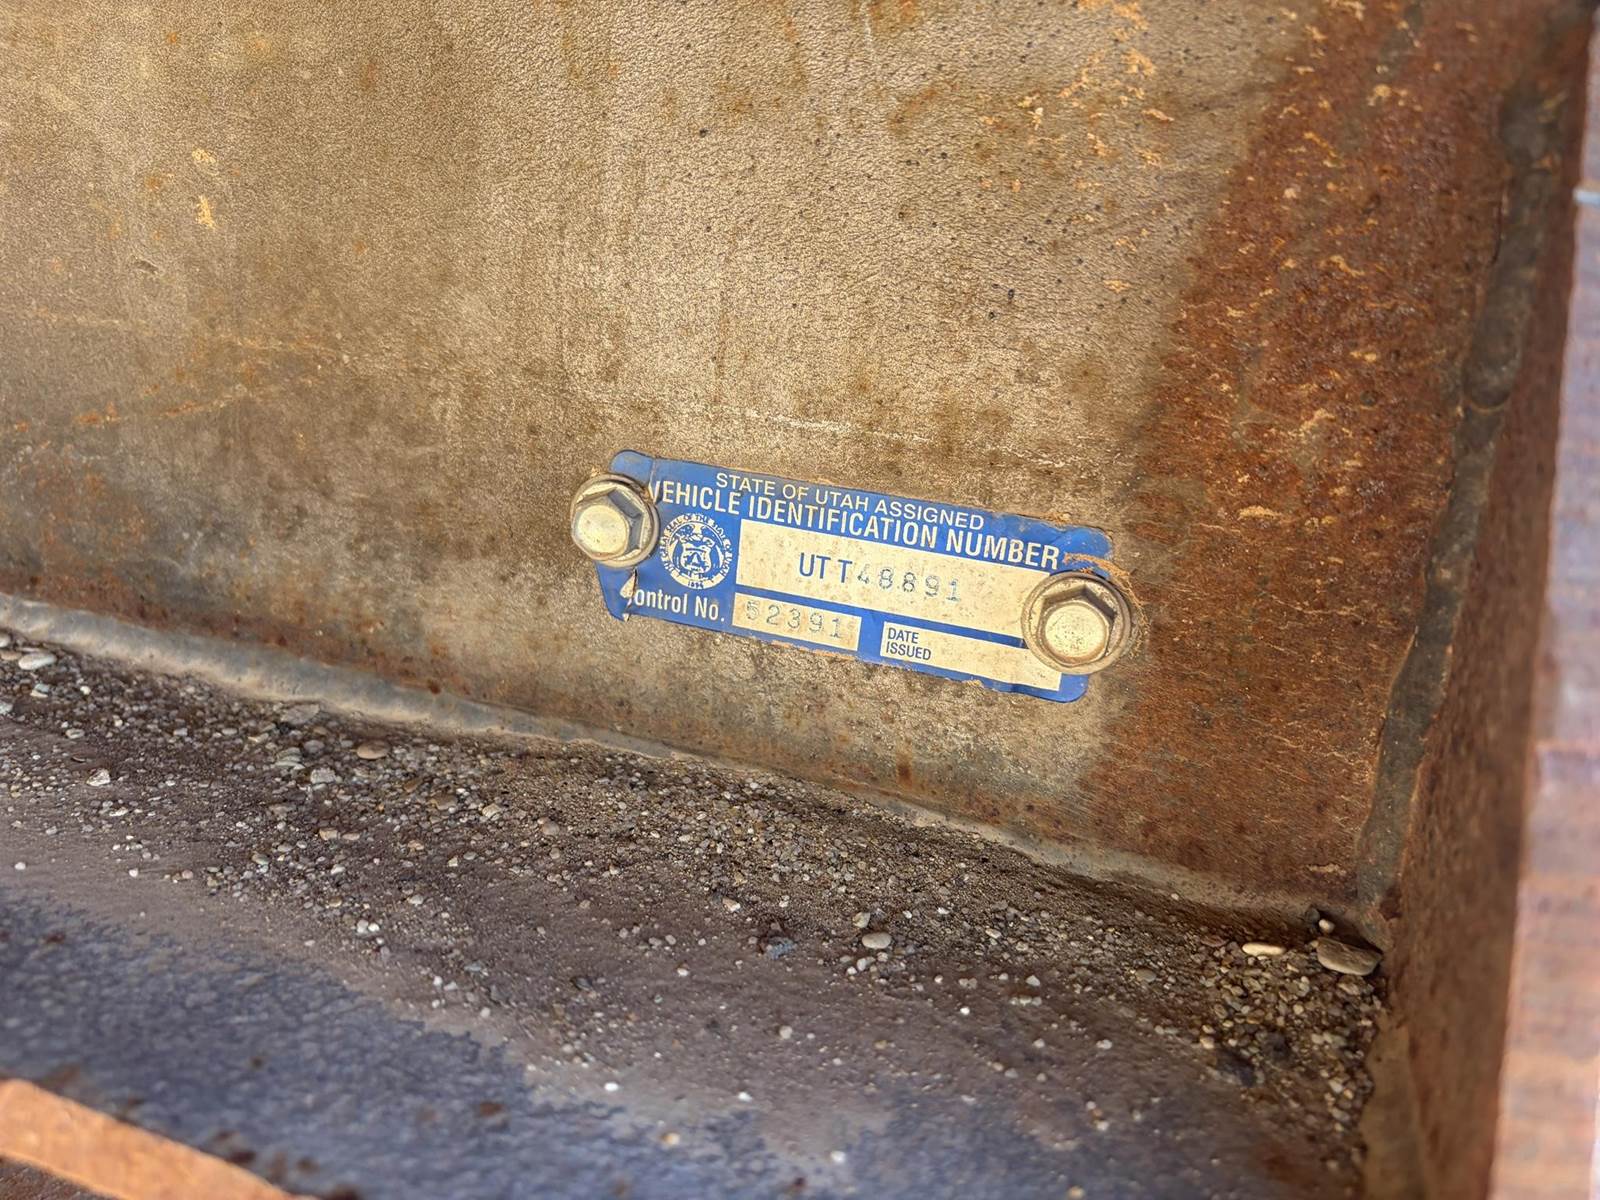 STATE OF UTAH ASSIGNED
VEHICLE IDENTIFICATION NUMBER
UTT48891
Control No. 52391
DATE
ISSUED